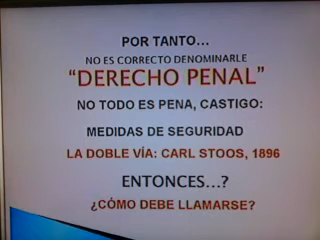 POR TANTO...
NO ES CORRECTO DENOMINARLE
“DERECHO PENAL”
NO TODO ES PENA, CASTIGO:
MEDIDAS DE SEGURIDAD
LA DOBLE VÍA: CARL STOOS, 1896
ENTONCES...?
¿CÓMO DEBE LLAMARSE?